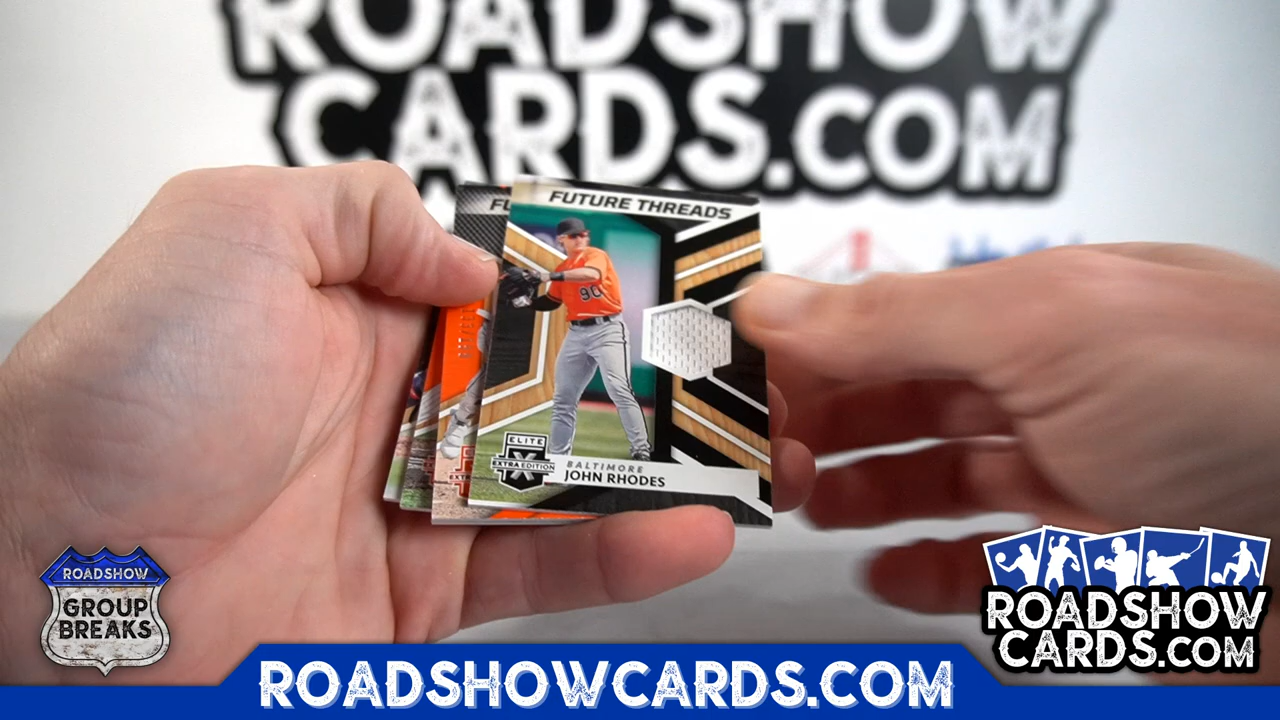 ROADSHOW
CARDS.COM
FUTURE THREADS
FU
90
ELITE
EXTRA EDITION
BALTIMORE
JOHN RHODES
ROADSHOW
GROUP
BREAKS
ROADSHOW
CARDS.COM
ROADSHOWCARDS.COM